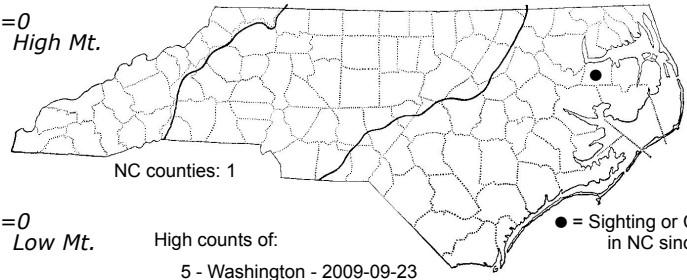 =0
High Mt.
NC counties: 1
=0
Low Mt.
High counts of:
5 - Washington - 2009-09-23
● = Sighting or
in NC